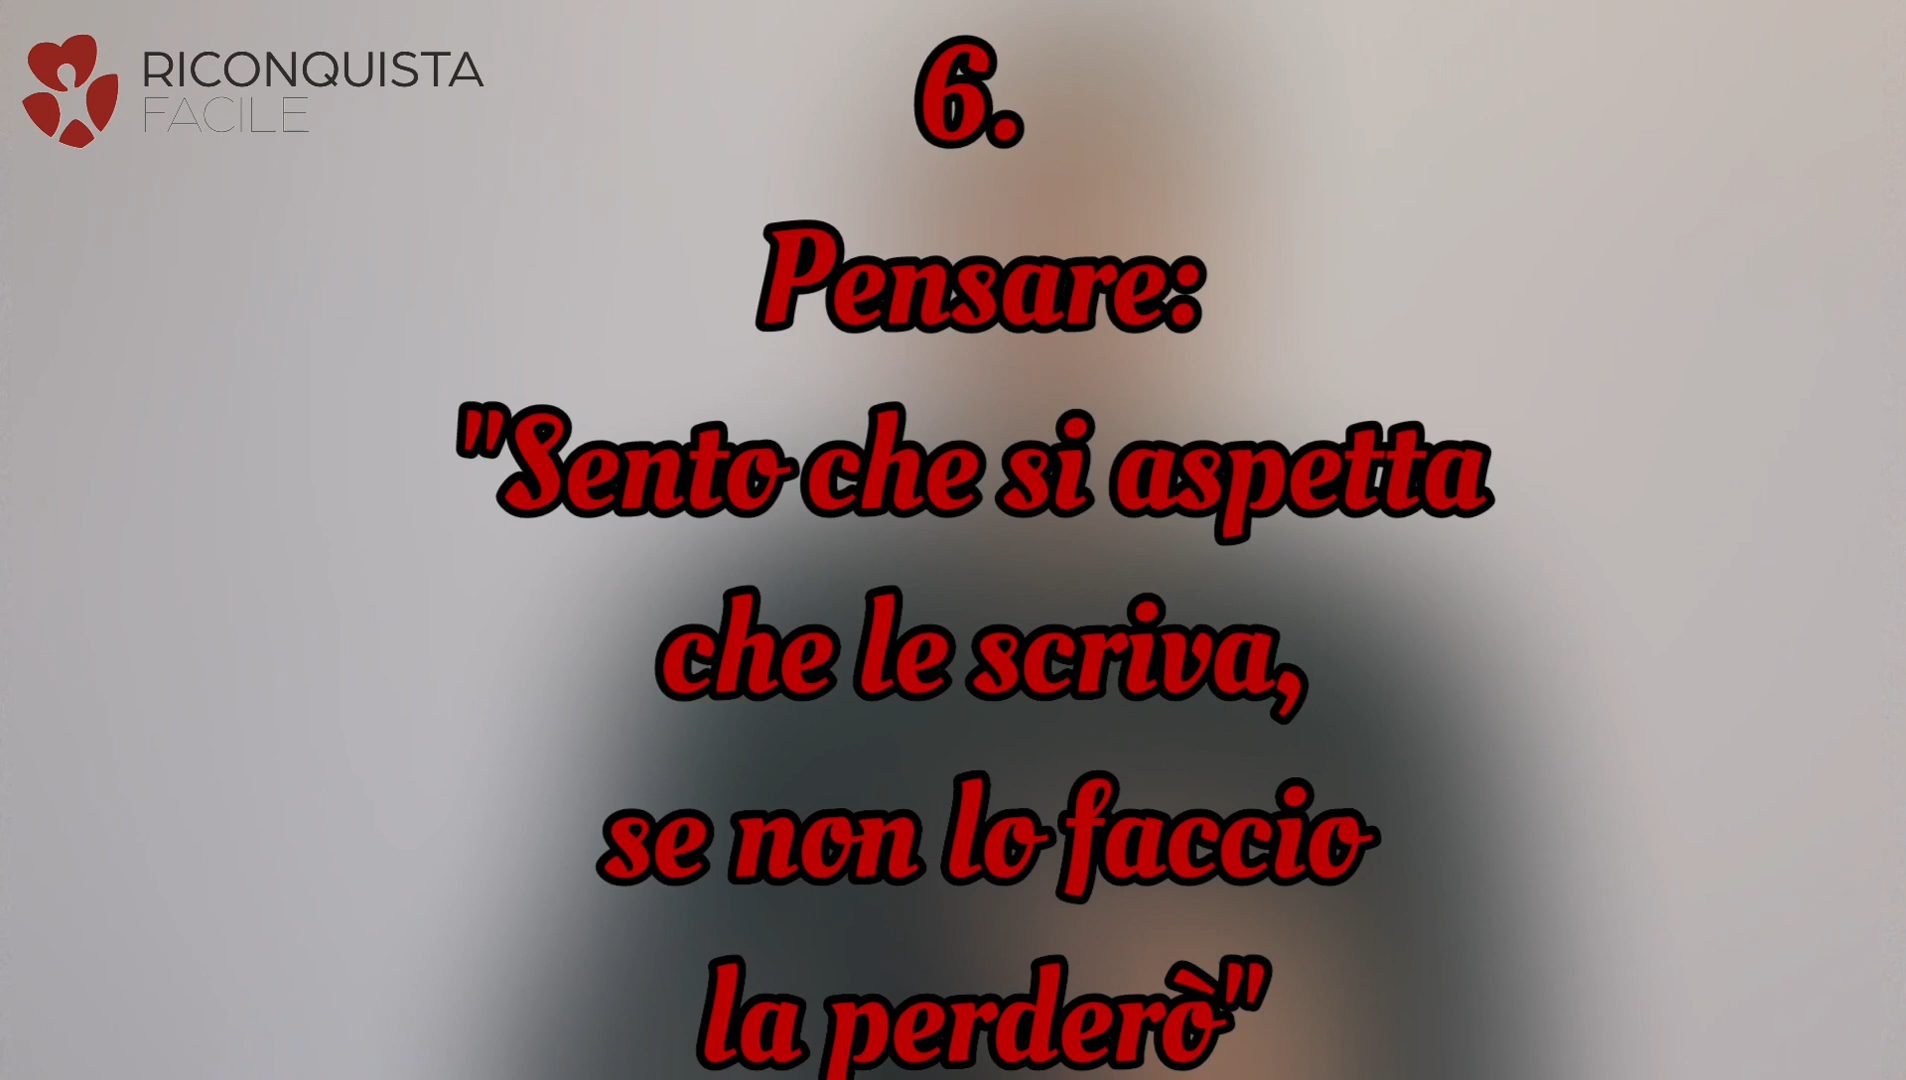 RICONQUISTA
FACILE
6.
Pensare:
"Sento che si aspetta
che le scriva,
se non lo faccio
la perderò"